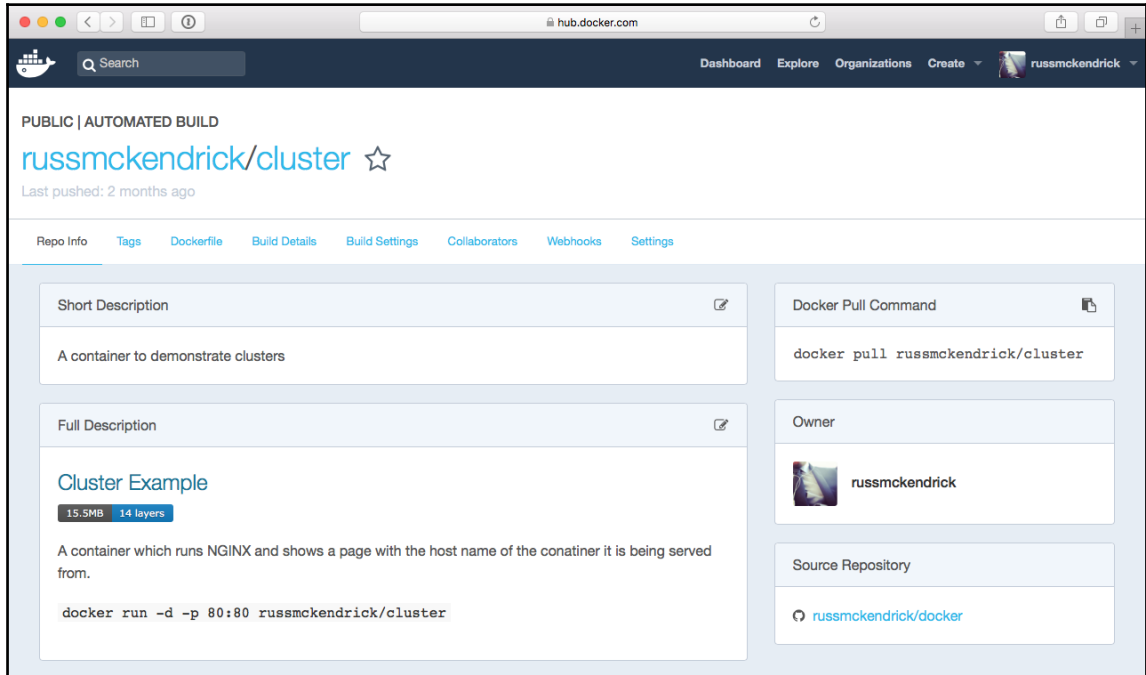 hub.docker.com
Search
Dashboard Explore Organizations Create russmckendrick
PUBLIC | AUTOMATED BUILD
russmckendrick/cluster
Last pushed: 2 months ago
Repo Info Tags Dockerfile Build Details Build Settings Collaborators Webhooks Settings
Short Description
A container to demonstrate clusters
Full Description
Cluster Example
15.5MB 14 layers
A container which runs NGINX and shows a page with the host name of the conatiner it is being served
from.
docker run -d -p 80:80 russmckendrick/cluster
Docker Pull Command
docker pull russmckendrick/cluster
Owner
russmckendrick
Source Repository
russmckendrick/docker